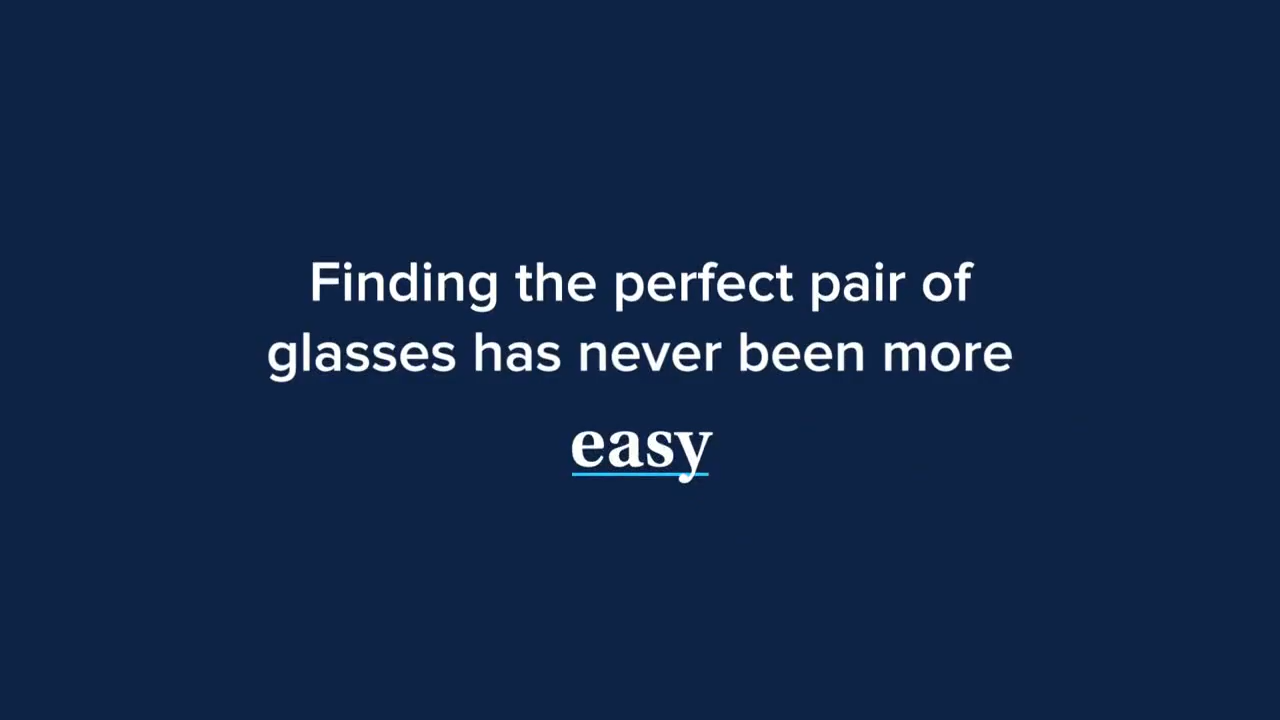 Finding the perfect pair of
glasses has never been more
easy